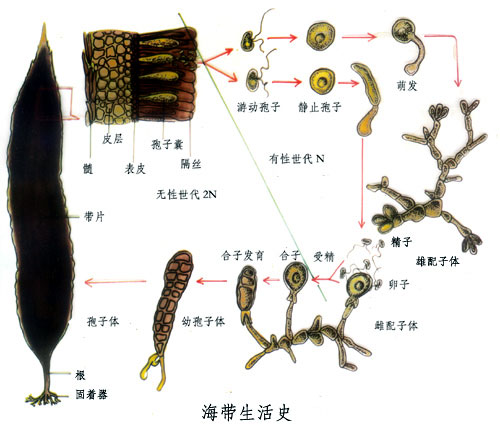 游动孢子
静止孢子
萌发
皮层
孢子囊
髓
表皮
隔丝
有性世代 N
无性世代 2N
带片
精子
雄配子体
合子发育
合子
受精
卵子
孢子体
幼孢子体
雌配子体
根
固着器
海带生活史